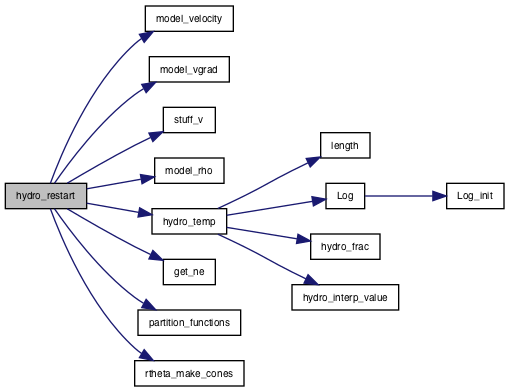 model_velocity
model_vgrad
stuff_v
model_rho
hydro_restart
hydro_temp
get_ne
partition_functions
rtheta_make_cones
length
Log
hydro_frac
hydro_interp_value
Log_init